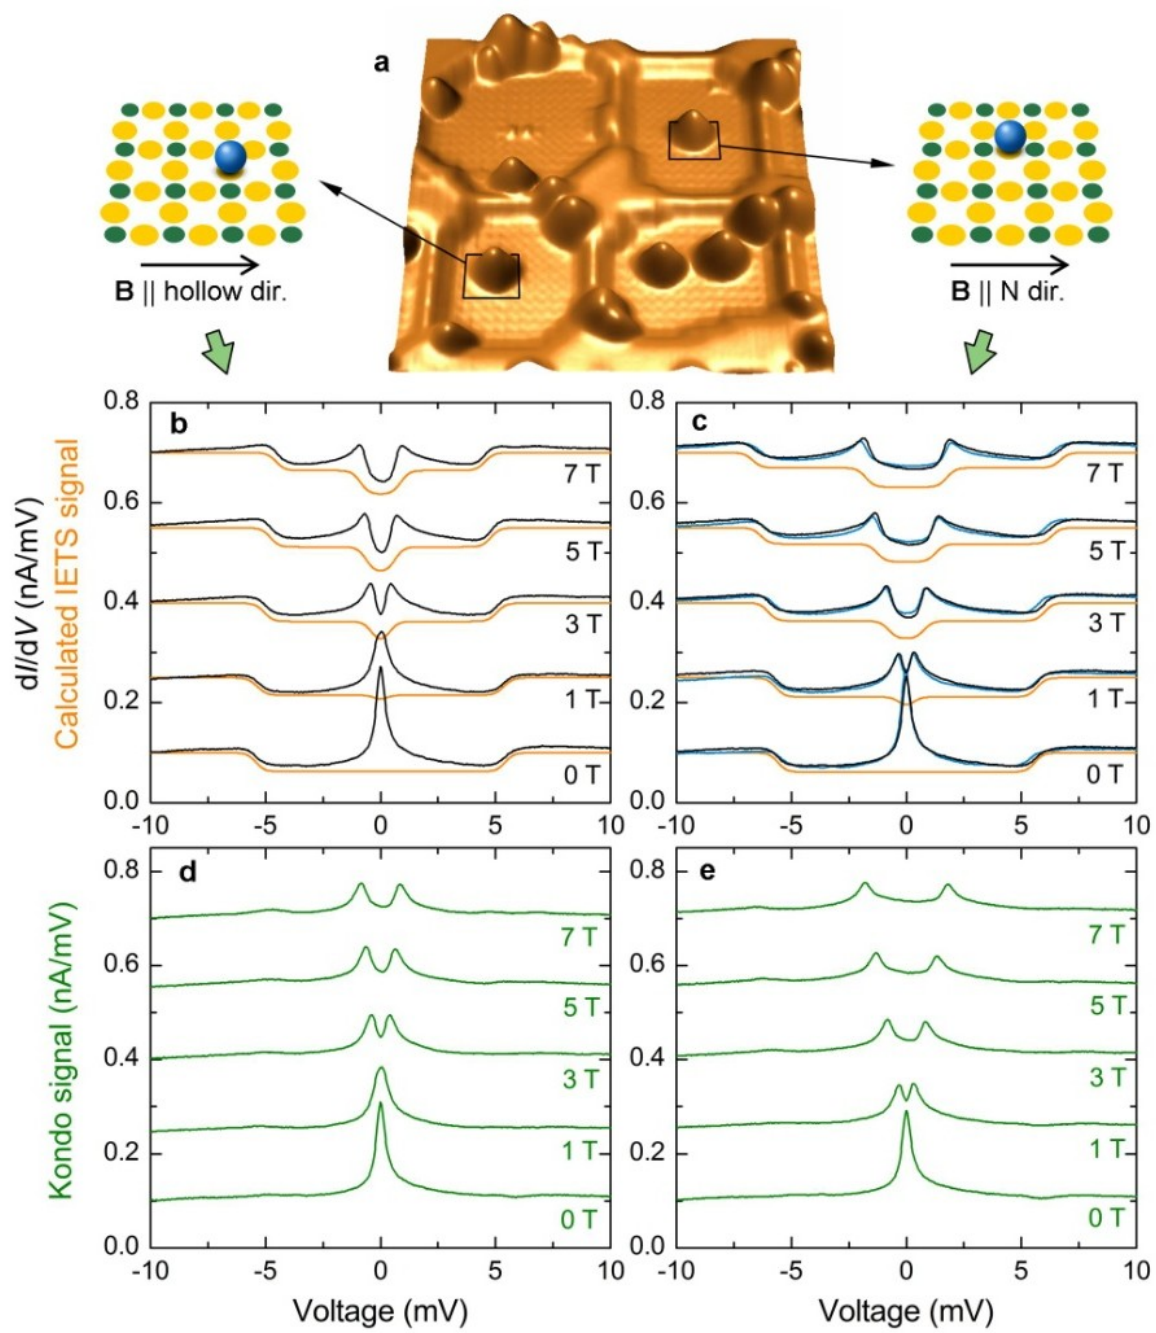 a
B || hollow dir.
B || N dir.
dI/dV (nA/mV)
Calculated IETS signal
b
0.8
0.6
0.4
0.2
0.0
7 T
5 T
3 T
1 T
0 T
-10
-5
0
5
10
c
0.8
0.6
0.4
0.2
0.0
7 T
5 T
3 T
1 T
0 T
-10
-5
0
5
10
Kondo signal (nA/mV)
d
0.8
0.6
0.4
0.2
0.0
7 T
5 T
3 T
1 T
0 T
-10
-5
0
5
10
Voltage (mV)
e
0.8
0.6
0.4
0.2
0.0
7 T
5 T
3 T
1 T
0 T
-10
-5
0
5
10
Voltage (mV)